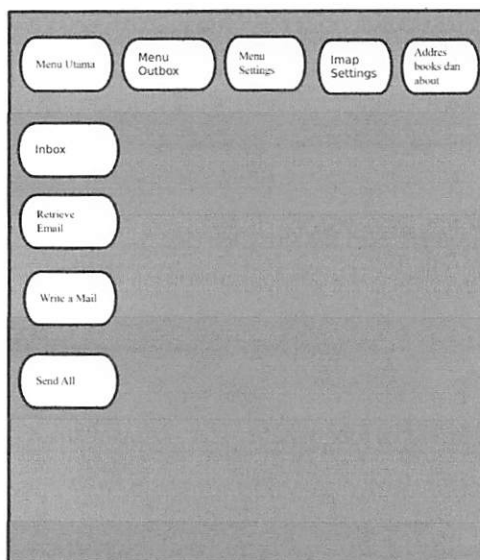 Menu Utama
Menu
Outbox
Menu
Settings
Imap
Settings
Addres
books dan
about
Inbox
Retrieve
Email
Write a Mail
Send All